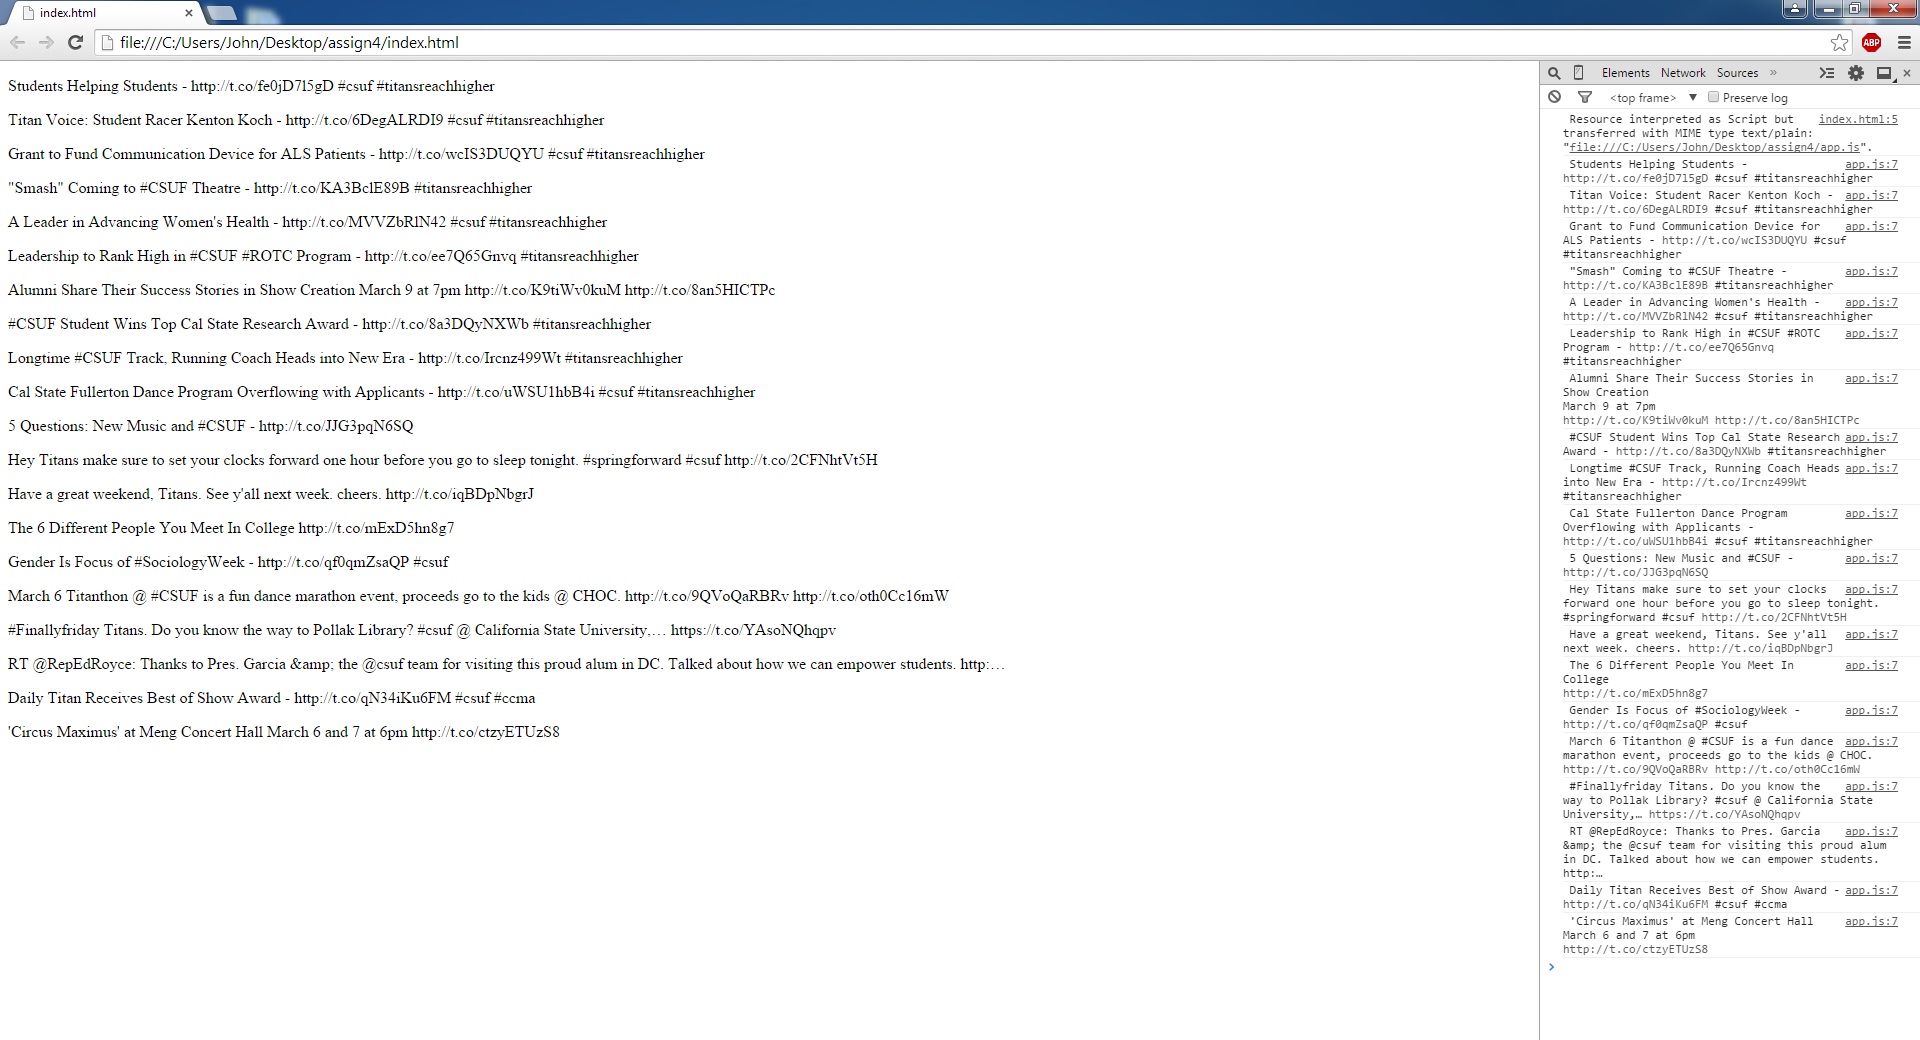 index.html
file:///C:/Users/John/Desktop/assign4/index.html
ABP
Students Helping Students - http://t.co/fe0jD7l5gD #csuf #titansreachhigher
Titan Voice: Student Racer Kenton Koch - http://t.co/6DegALRDI9 #csuf #titansreachhigher
Grant to Fund Communication Device for ALS Patients - http://t.co/wcIS3DUQYU #csuf #titansreachhigher
"Smash" Coming to #CSUF Theatre - http://t.co/KA3BclE89B #titansreachhigher
A Leader in Advancing Women's Health - http://t.co/MVVZbRlN42 #csuf #titansreachhigher
Leadership to Rank High in #CSUF #ROTC Program - http://t.co/ee7Q65Gnvq #titansreachhigher
Alumni Share Their Success Stories in Show Creation March 9 at 7pm http://t.co/K9tiWv0kuM http://t.co/8an5HICTPc
#CSUF Student Wins Top Cal State Research Award - http://t.co/8a3DQyNXWb #titansreachhigher
Longtime #CSUF Track, Running Coach Heads into New Era - http://t.co/Ircnz499Wt #titansreachhigher
Cal State Fullerton Dance Program Overflowing with Applicants - http://t.co/uWSU1hbB4i #csuf #titansreachhigher
5 Questions: New Music and #CSUF - http://t.co/JJG3pqN6SQ
Hey Titans make sure to set your clocks forward one hour before you go to sleep tonight. #springforward #csuf http://t.co/2CFNhtVt5H
Have a great weekend, Titans. See y'all next week. cheers. http://t.co/iqBDpNbgrJ
The 6 Different People You Meet In College http://t.co/mExD5hn8g7
Gender Is Focus of #SociologyWeek - http://t.co/qf0qmZsaQP #csuf
March 6 Titanthon @ #CSUF is a fun dance marathon event, proceeds go to the kids @ CHOC. http://t.co/9QVoQaRBRv http://t.co/oth0Cc16mW
#Finallyfriday Titans. Do you know the way to Pollak Library? #csuf @ California State University,… https://t.co/YAsoNQhqpv
RT @RepEdRoyce: Thanks to Pres. Garcia &amp; the @csuf team for visiting this proud alum in DC. Talked about how we can empower students. http:…
Daily Titan Receives Best of Show Award - http://t.co/qN34iKu6FM #csuf #ccma
'Circus Maximus' at Meng Concert Hall March 6 and 7 at 6pm http://t.co/ctzyETUzS8
Elements Network Sources »
<top frame> ▼ Preserve log
Resource interpreted as Script but index.html:5
transferred with MIME type text/plain:
"file:///C:/Users/John/Desktop/assign4/app.js".
Students Helping Students - app.js:7
http://t.co/fe0jD7l5gD #csuf #titansreachhigher
Titan Voice: Student Racer Kenton Koch - app.js:7
http://t.co/6DegALRDI9 #csuf #titansreachhigher
Grant to Fund Communication Device for app.js:7
ALS Patients - http://t.co/wcIS3DUQYU #csuf
#titansreachhigher
"Smash" Coming to #CSUF Theatre - app.js:7
http://t.co/KA3BclE89B #titansreachhigher
A Leader in Advancing Women's Health - app.js:7
http://t.co/MVVZbRlN42 #csuf #titansreachhigher
Leadership to Rank High in #CSUF #ROTC app.js:7
Program - http://t.co/ee7Q65Gnvq
#titansreachhigher
Alumni Share Their Success Stories in app.js:7
Show Creation
March 9 at 7pm
http://t.co/K9tiWv0kuM http://t.co/8an5HICTPc
#CSUF Student Wins Top Cal State Research app.js:7
Award - http://t.co/8a3DQyNXWb #titansreachhigher
Longtime #CSUF Track, Running Coach Heads app.js:7
into New Era - http://t.co/Ircnz499Wt
#titansreachhigher
Cal State Fullerton Dance Program app.js:7
Overflowing with Applicants -
http://t.co/uWSU1hbB4i #csuf #titansreachhigher
5 Questions: New Music and #CSUF - app.js:7
http://t.co/JJG3pqN6SQ
Hey Titans make sure to set your clocks app.js:7
forward one hour before you go to sleep tonight.
#springforward #csuf http://t.co/2CFNhtVt5H
Have a great weekend, Titans. See y'all app.js:7
next week. cheers. http://t.co/iqBDpNbgrJ
The 6 Different People You Meet In app.js:7
College
http://t.co/mExD5hn8g7
Gender Is Focus of #SociologyWeek - app.js:7
http://t.co/qf0qmZsaQP #csuf
March 6 Titanthon @ #CSUF is a fun dance app.js:7
marathon event, proceeds go to the kids @ CHOC.
http://t.co/9QVoQaRBRv http://t.co/oth0Cc16mW
#Finallyfriday Titans. Do you know the app.js:7
way to Pollak Library? #csuf @ California State
University,… https://t.co/YAsoNQhqpv
RT @RepEdRoyce: Thanks to Pres. Garcia app.js:7
&amp; the @csuf team for visiting this proud alum
in DC. Talked about how we can empower students.
http:…
Daily Titan Receives Best of Show Award - app.js:7
http://t.co/qN34iKu6FM #csuf #ccma
'Circus Maximus' at Meng Concert Hall app.js:7
March 6 and 7 at 6pm
http://t.co/ctzyETUzS8